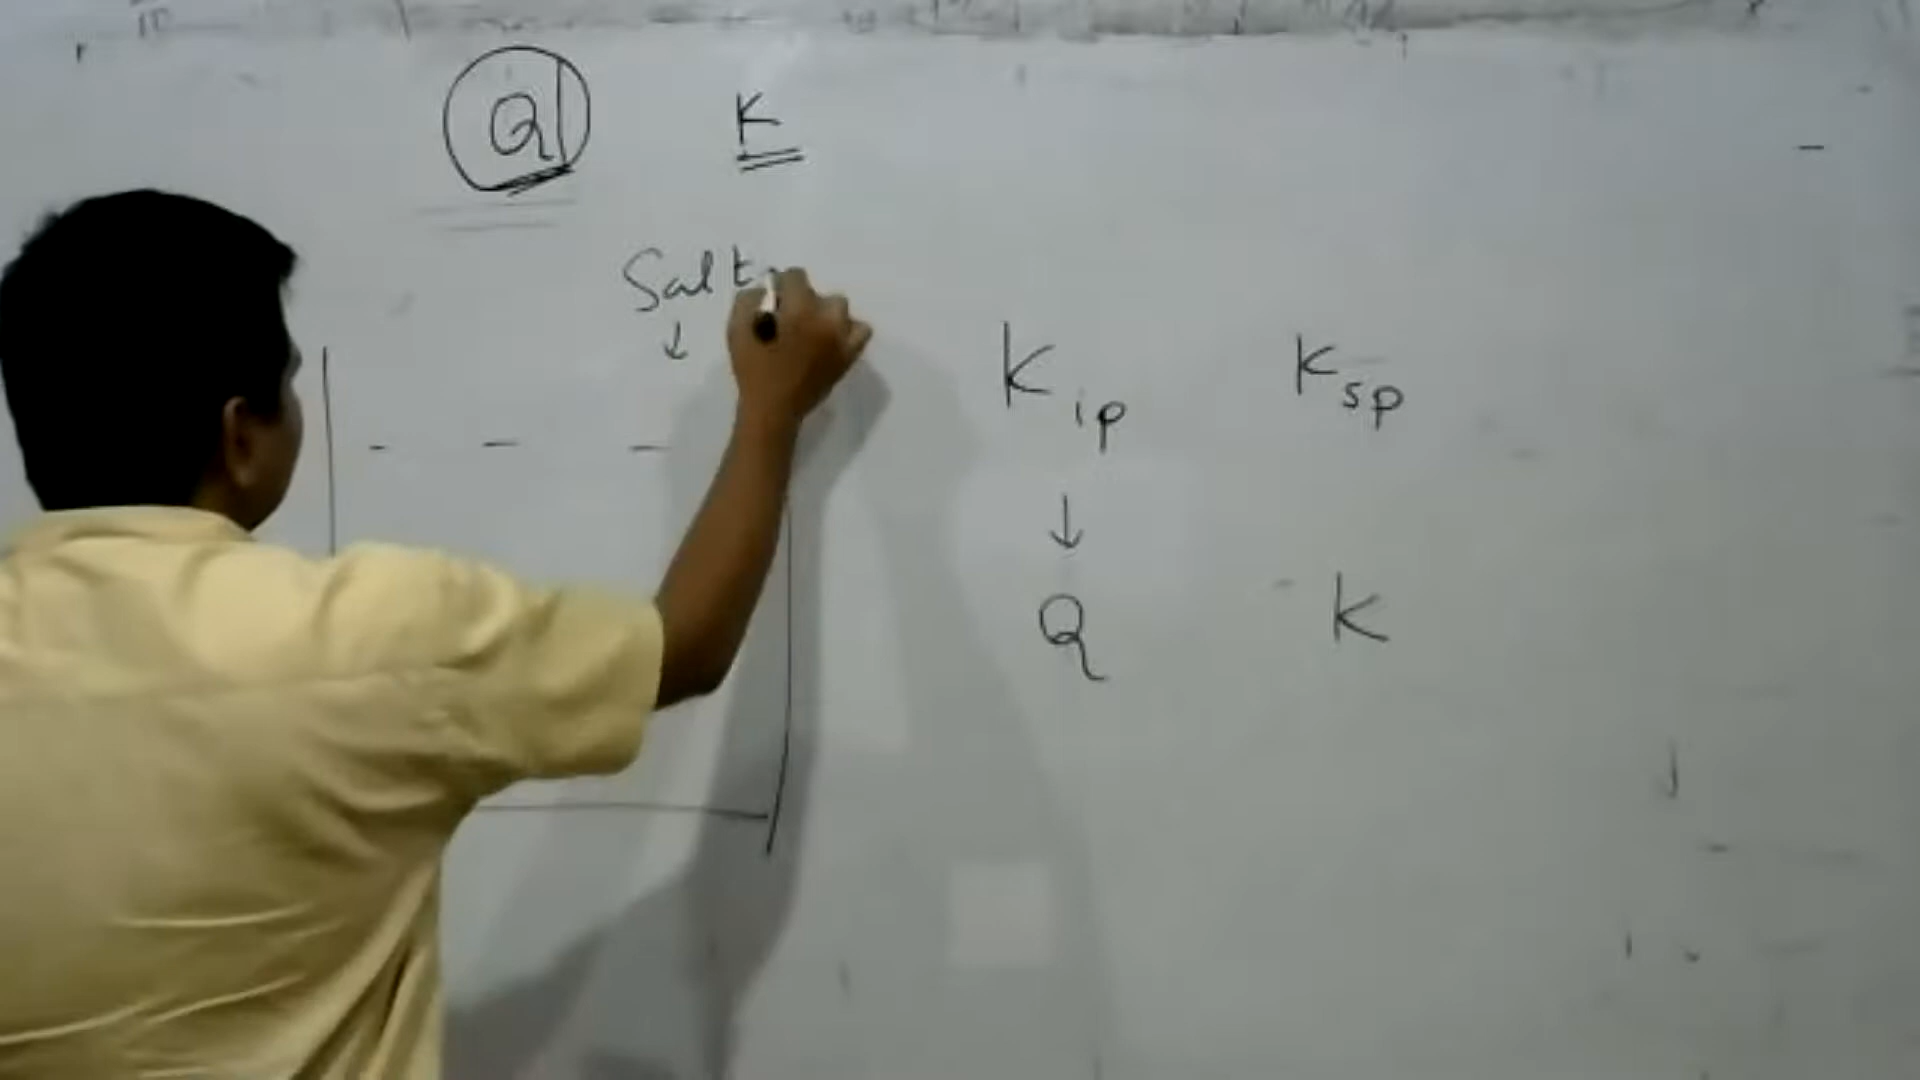 Q K
Salt
↓
K ip K sp
↓
Q K